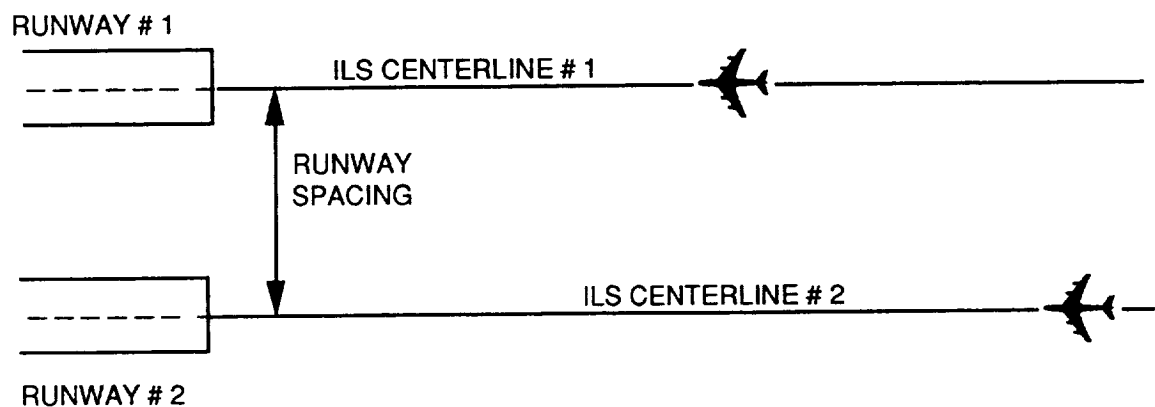 RUNWAY # 1
ILS CENTERLINE # 1
RUNWAY
SPACING
ILS CENTERLINE # 2
RUNWAY # 2